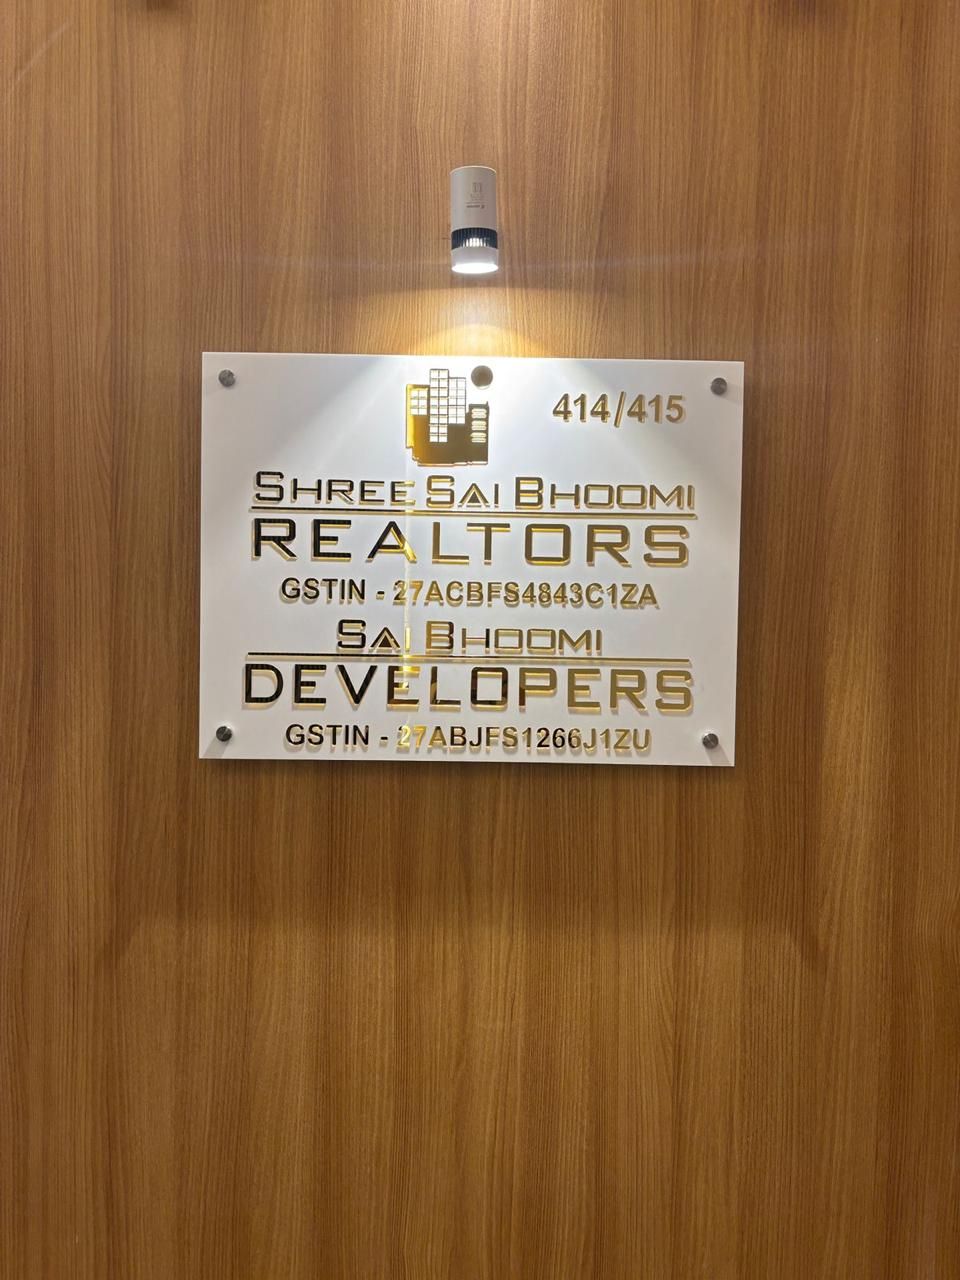 414/415
SHREE SAI BHOOMI
REALTORS
GSTIN - 27ACBFS4843C1ZA
SAI BHOOMI
DEVELOPERS
GSTIN - 27ABJFS1266J1ZU